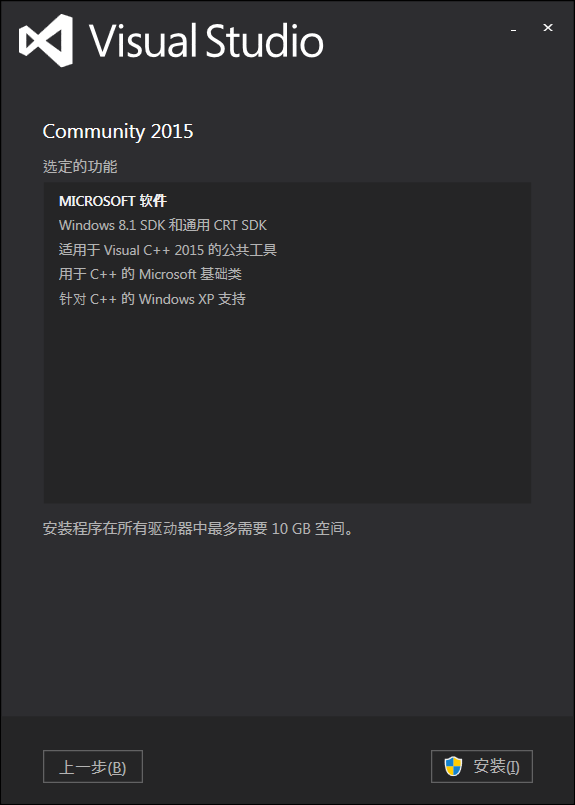 Visual Studio
Community 2015
选定的功能
MICROSOFT 软件
Windows 8.1 SDK 和通用 CRT SDK
适用于 Visual C++ 2015 的公共工具
用于 C++ 的 Microsoft 基础类
针对 C++ 的 Windows XP 支持
安装程序在所有驱动器中最多需要 10 GB 空间。
上一步(B)
安装(I)